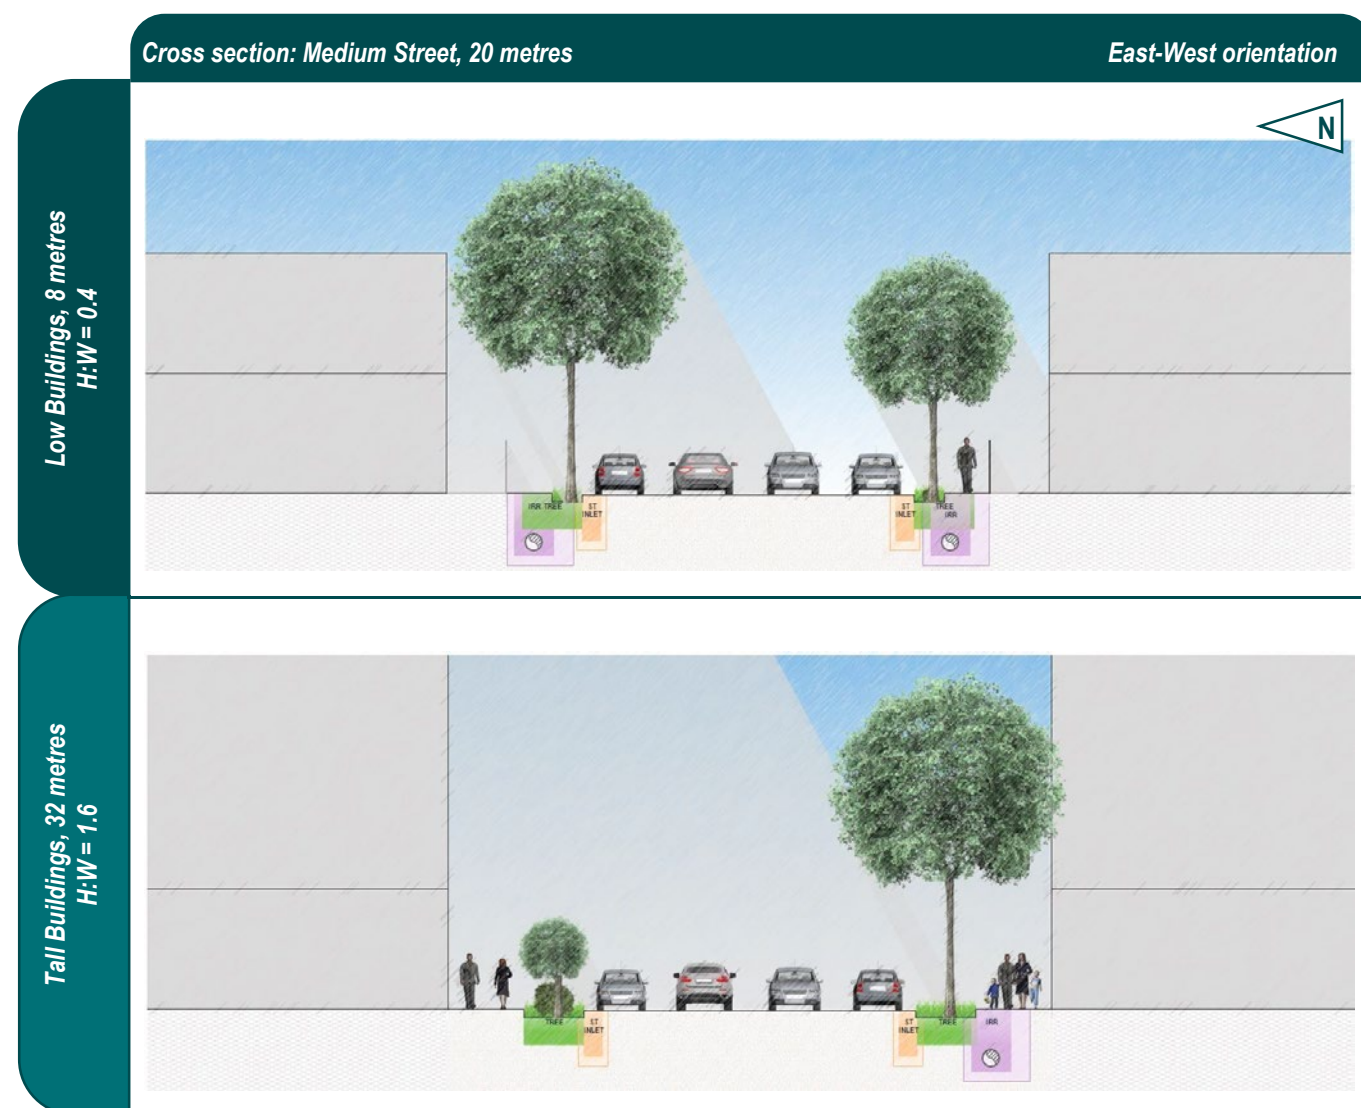 Cross section: Medium Street, 20 metres
East-West orientation
N
Low Buildings, 8 metres
H:W = 0.4
IRR TREE
ST
INLET
ST
INLET
TREE
IRR
Tall Buildings, 32 metres
H:W = 1.6
TREE
ST
INLET
ST
INLET
TREE
IRR